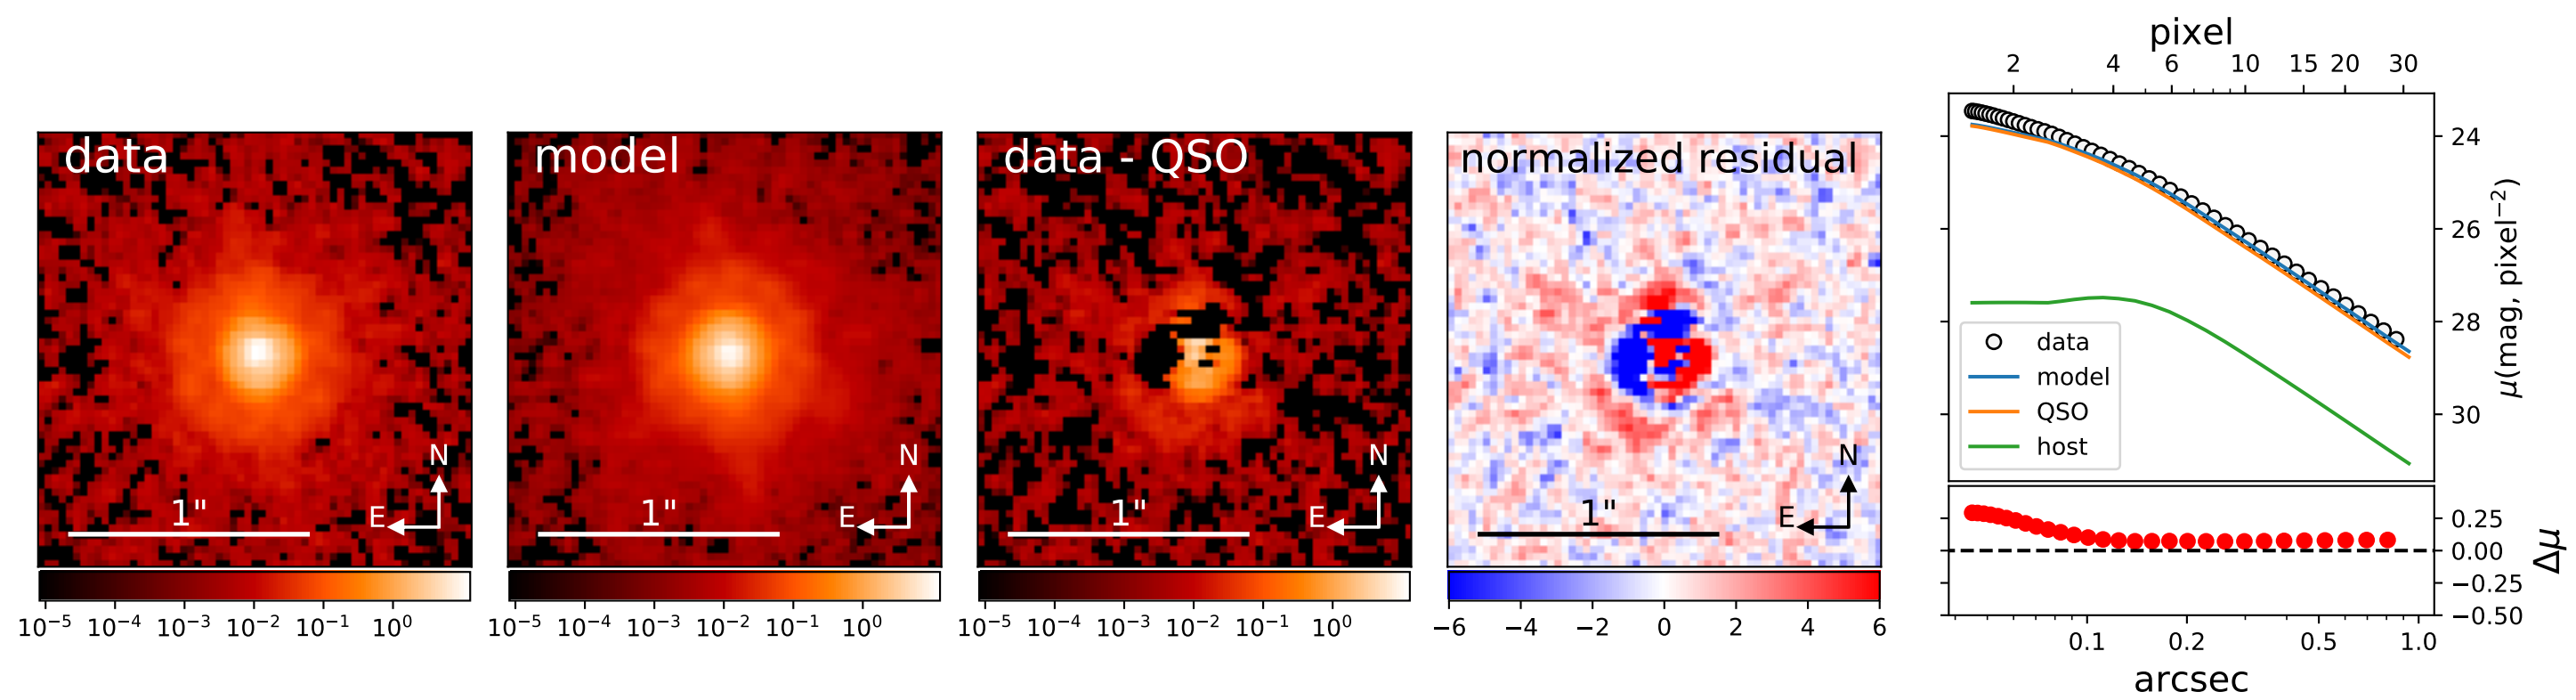 data
N
E
1"
10⁻⁵ 10⁻⁴ 10⁻³ 10⁻² 10⁻¹ 10⁰
model
N
E
1"
10⁻⁵ 10⁻⁴ 10⁻³ 10⁻² 10⁻¹ 10⁰
data - QSO
N
E
1"
10⁻⁵ 10⁻⁴ 10⁻³ 10⁻² 10⁻¹ 10⁰
normalized residual
N
E
1"
−6 −4 −2 0 2 4 6
pixel
2 4 6 10 15 20 30
24
26
28
30
μ(mag, pixel⁻²)
data
model
QSO
host
0.25
0.00
−0.25
−0.50
Δμ
0.1 0.2 0.5 1.0
arcsec